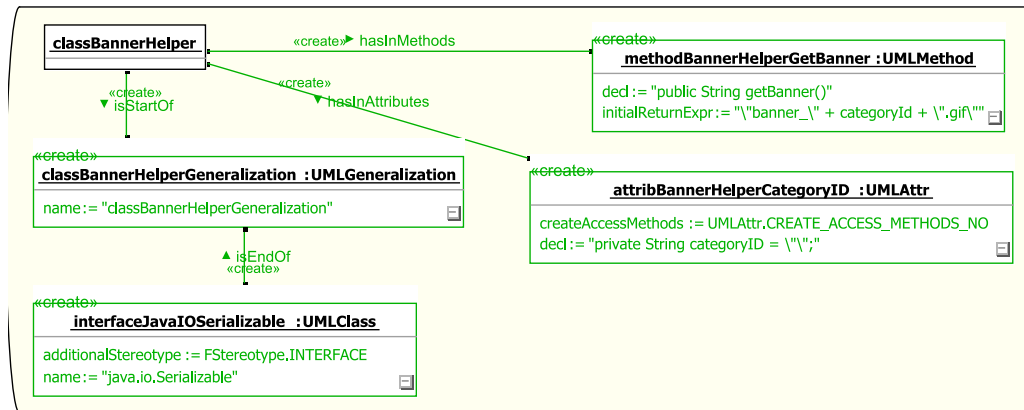 classBannerHelper
«create» ► hasInMethods
«create»
methodBannerHelperGetBanner :UMLMethod
decl := "public String getBanner()"
initialReturnExpr:= "\"banner_\" + categoryId + \".gif\""
«create»
▼ isStartOf
«create»
▼ hasInAttributes
«create»
classBannerHelperGeneralization :UMLGeneralization
name:= "classBannerHelperGeneralization"
«create»
attribBannerHelperCategoryID :UMLAttr
createAccessMethods := UMLAttr.CREATE_ACCESS_METHODS_NO
decl := "private String categoryID = \"\";"
▲ isEndOf
«create»
«create»
interfaceJavaIOSerializable :UMLClass
additionalStereotype := FStereotype.INTERFACE
name:= "java.io.Serializable"